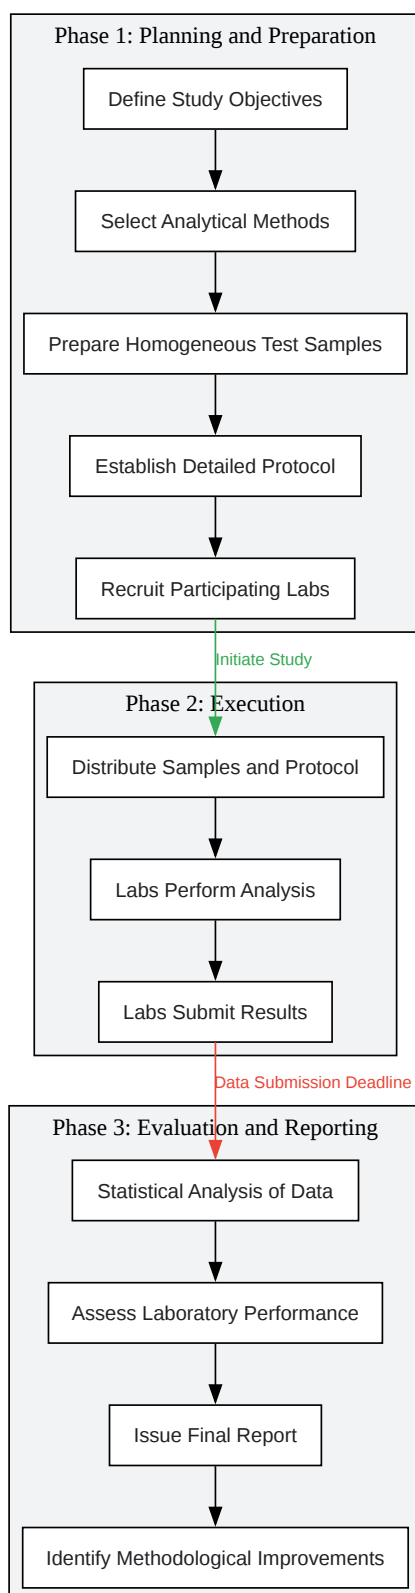 Phase 1: Planning and Preparation
Define Study Objectives
Select Analytical Methods
Prepare Homogeneous Test Samples
Establish Detailed Protocol
Recruit Participating Labs
Initiate Study
Phase 2: Execution
Distribute Samples and Protocol
Labs Perform Analysis
Labs Submit Results
Data Submission Deadline
Phase 3: Evaluation and Reporting
Statistical Analysis of Data
Assess Laboratory Performance
Issue Final Report
Identify Methodological Improvements